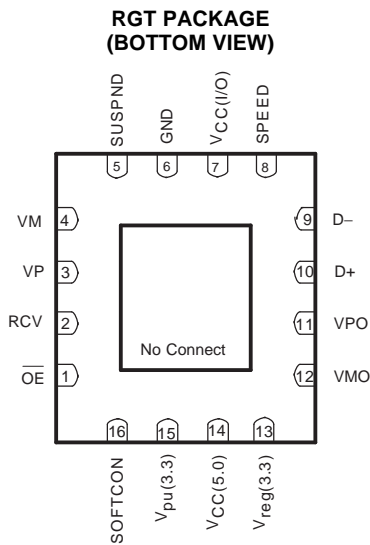 RGT PACKAGE
(BOTTOM VIEW)
SUSPND
GND
VCC(I/O)
SPEED
5
6
7
8
VM
4
9
D–
VP
3
10
D+
RCV
2
11
VPO
No Connect
OE
1
12
VMO
16
15
14
13
SOFTCON
Vpu(3.3)
VCC(5.0)
Vreg(3.3)